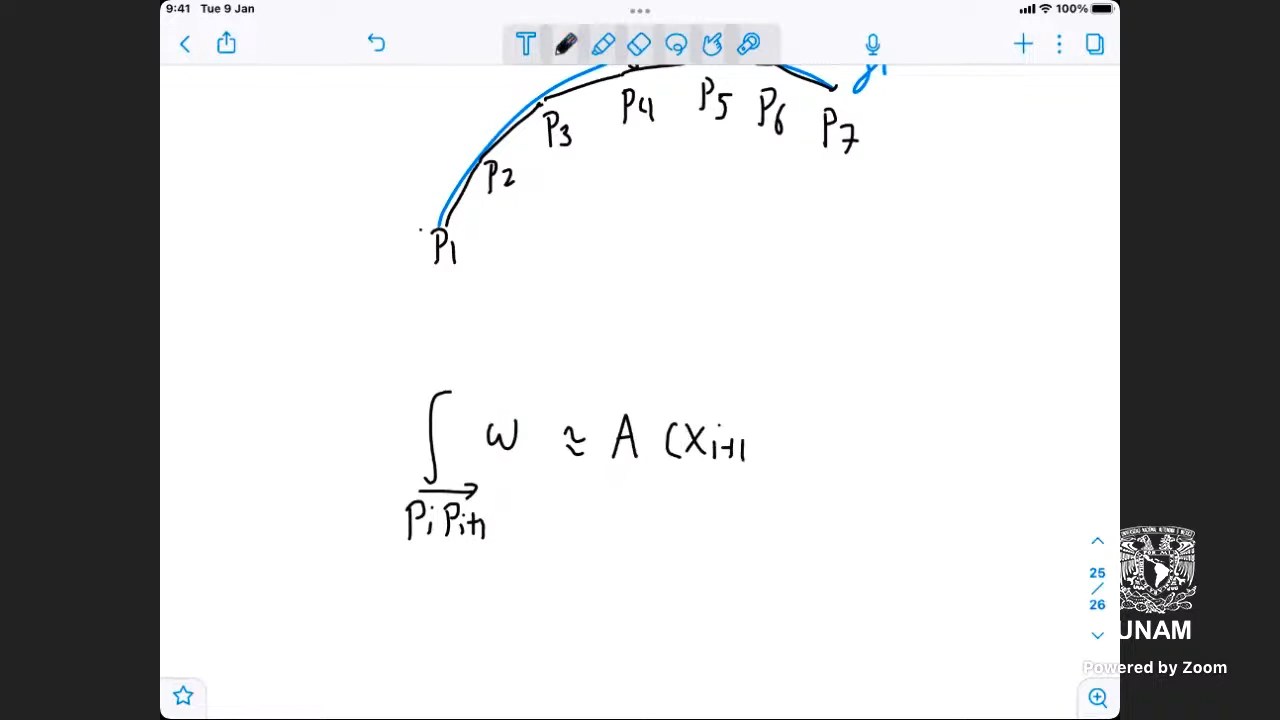 9:41 Tue 9 Jan 100%
T
P4 P5 P6
P3 P7
P2
P1
∫ ω ≈ A (x_{i+1}
P_i P_{i+1}
25
/
26
UNAM
Powered by Zoom